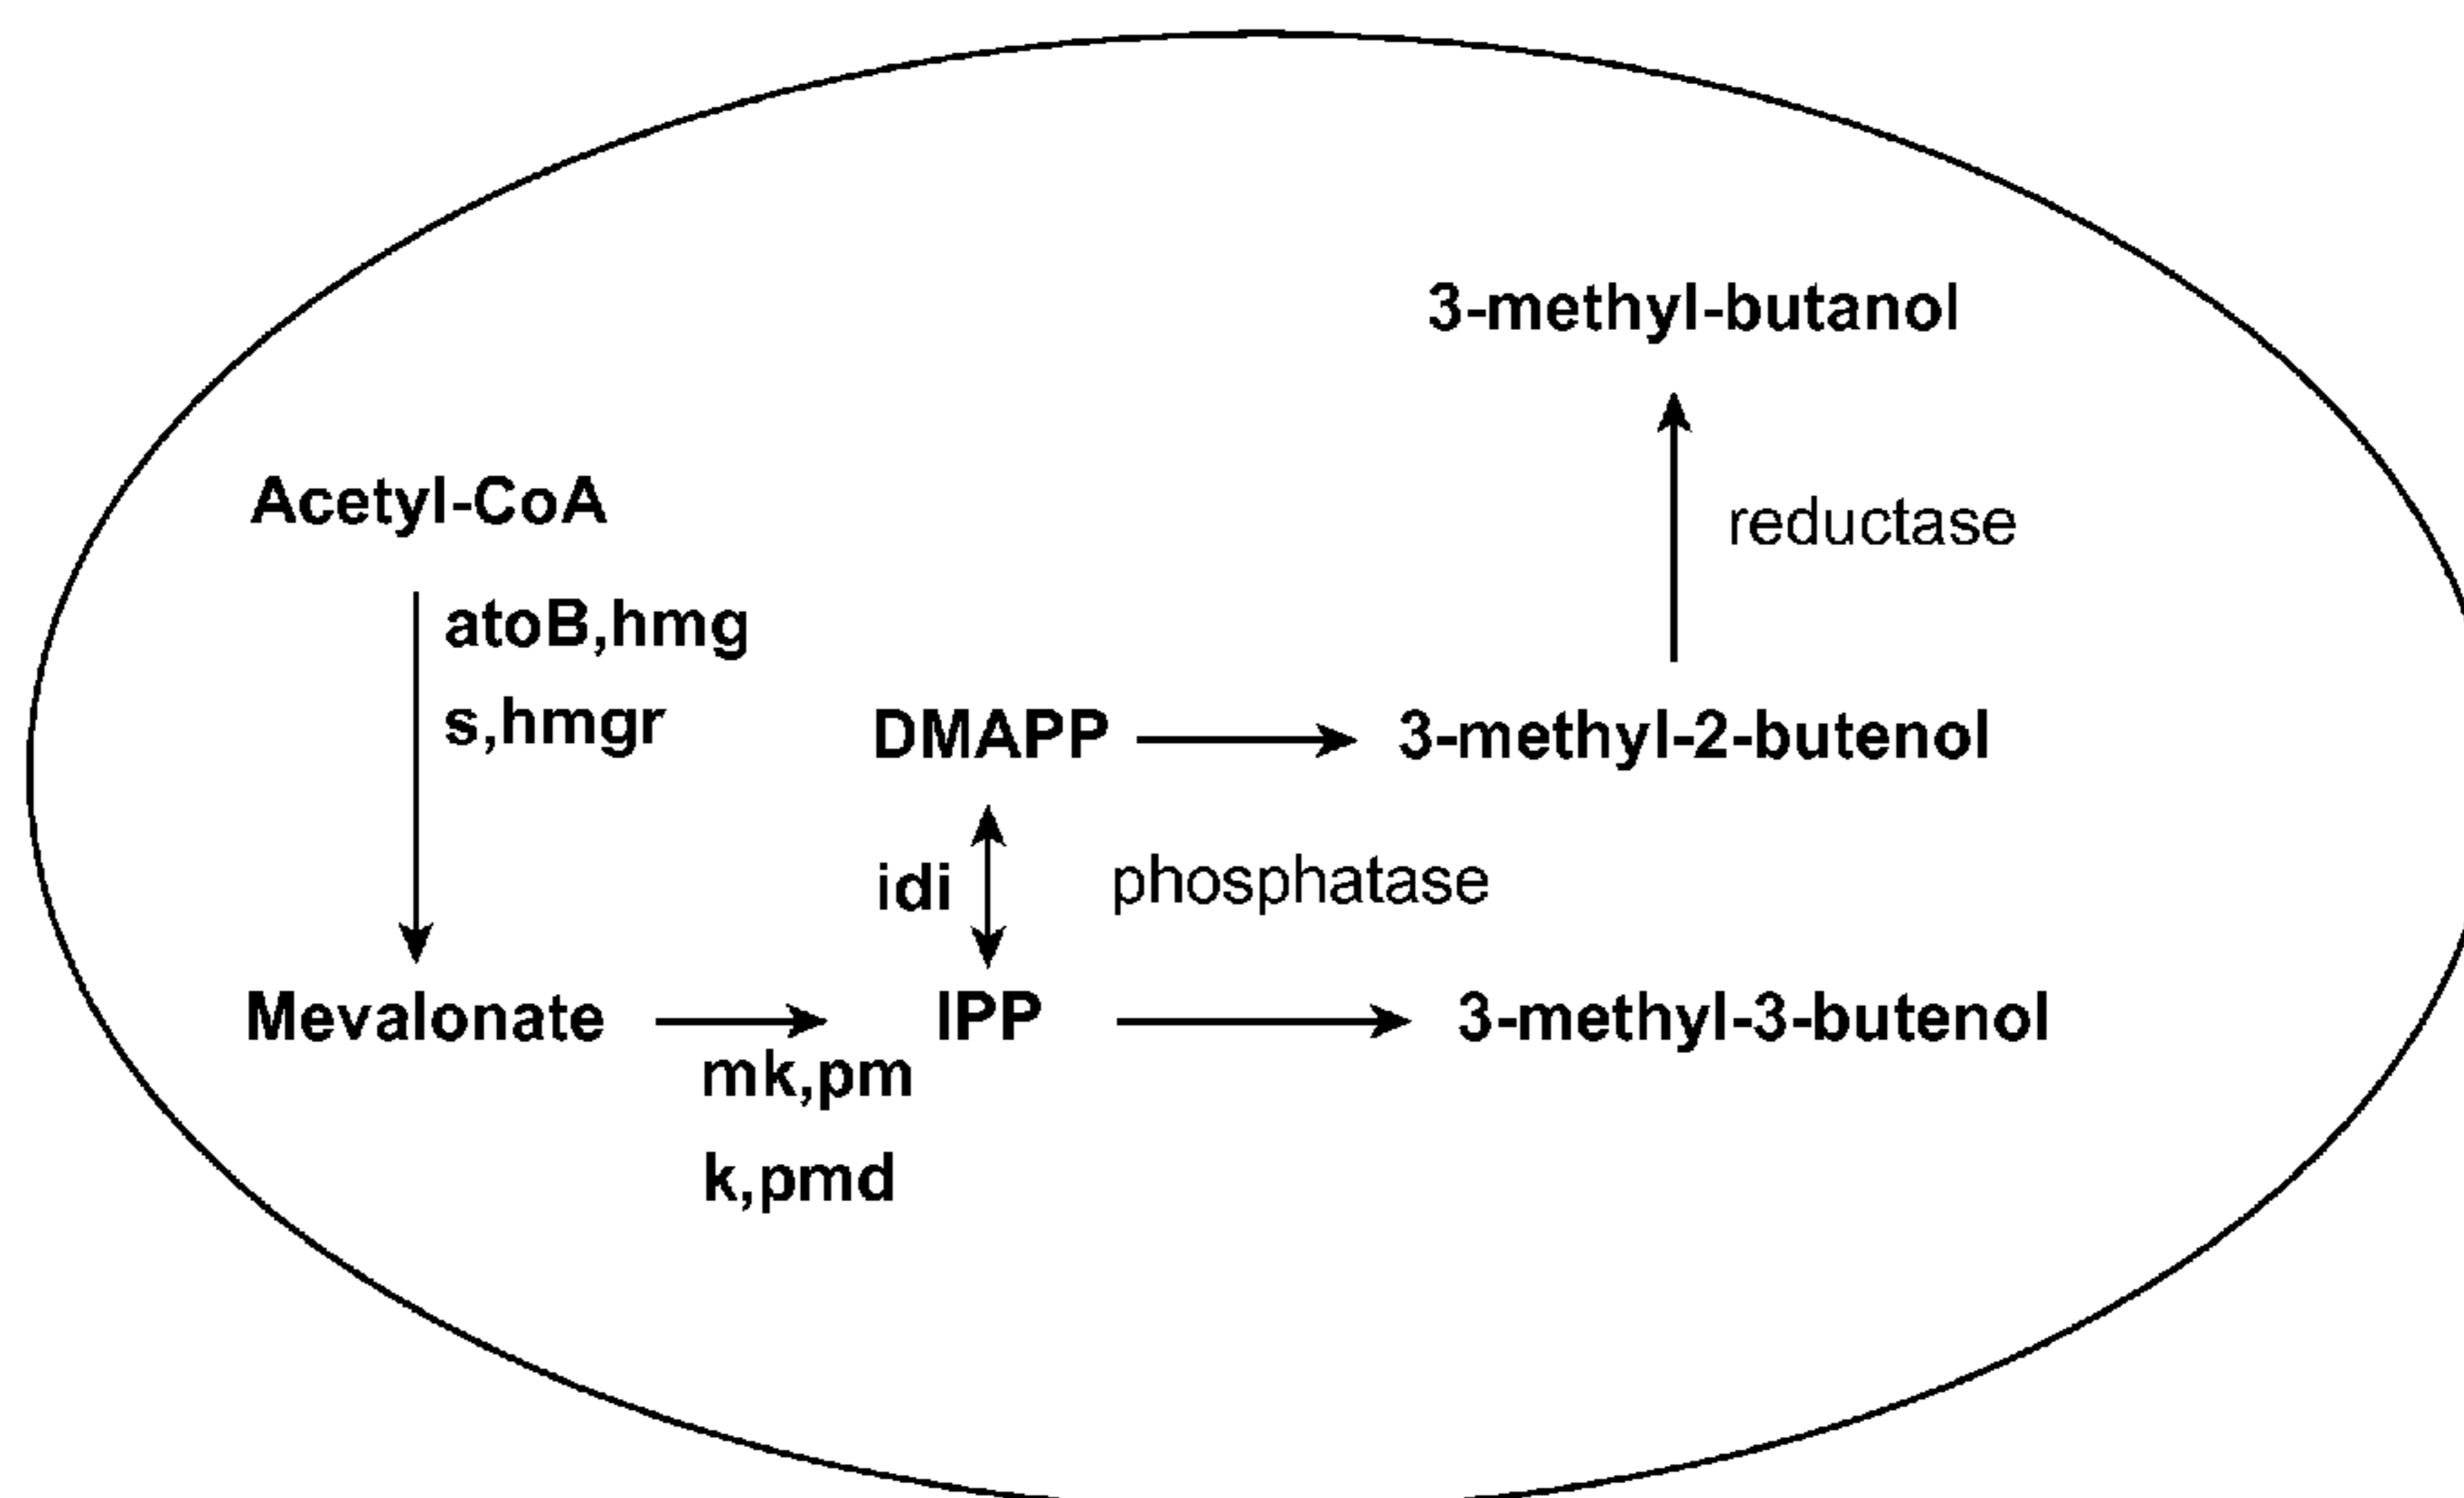 3-methyl-butanol
Acetyl-CoA
reductase
atoB,hmg
s,hmgr
DMAPP
3-methyl-2-butenol
idi
phosphatase
Mevalonate
IPP
3-methyl-3-butenol
mk,pm
k,pmd